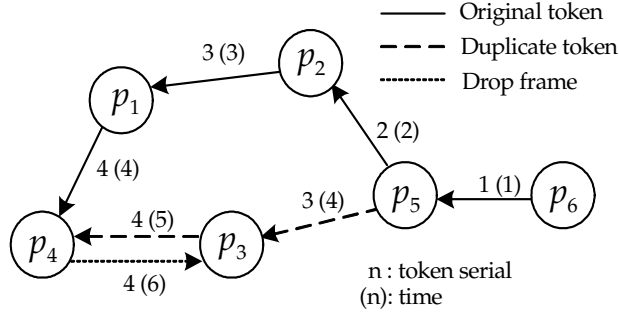 Original token
Duplicate token
Drop frame
3 (3)
p2
p1
2 (2)
4 (4)
3 (4)
p5
1 (1)
p6
4 (5)
p4
p3
4 (6)
n : token serial
(n): time